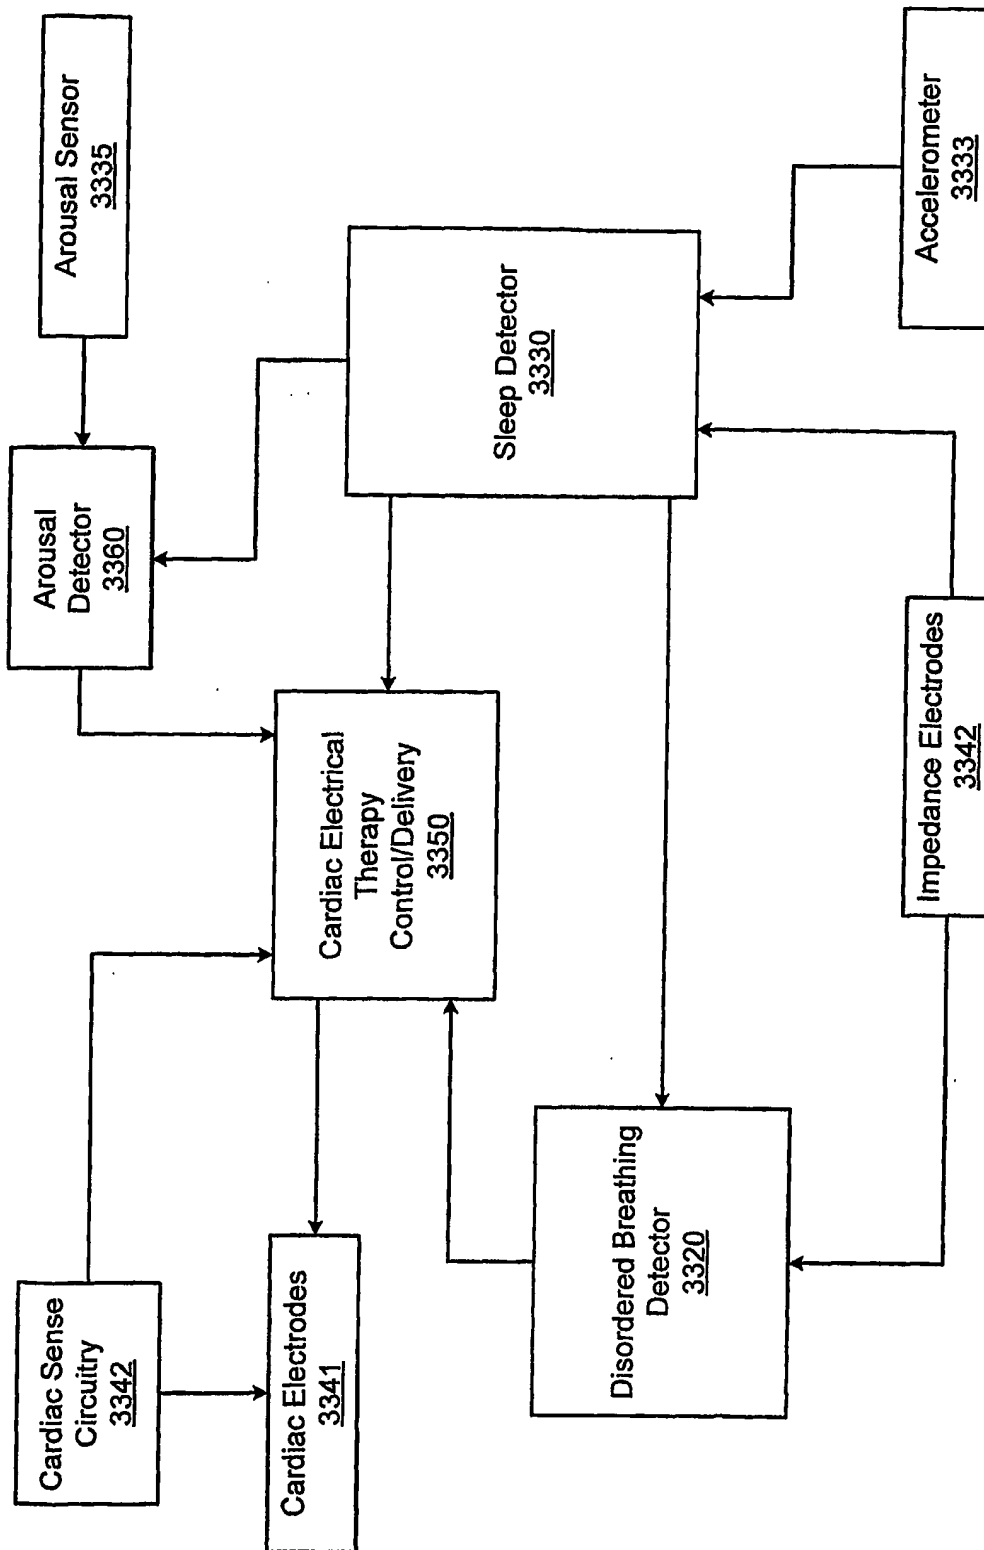 Cardiac Sense
Circuitry
3342
Arousal
Detector
3360
Arousal Sensor
3335
Cardiac Electrodes
3341
Cardiac Electrical
Therapy
Control/Delivery
3350
Sleep Detector
3330
Disordered Breathing
Detector
3320
Impedance Electrodes
3342
Accelerometer
3333